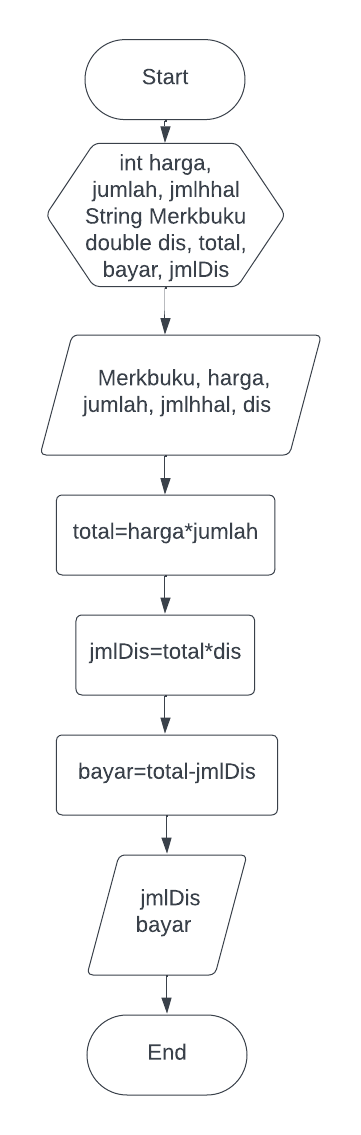 Start
int harga,
jumlah, jmlhhal
String Merkbuku
double dis, total,
bayar, jmlDis
Merkbuku, harga,
jumlah, jmlhhal, dis
total=harga*jumlah
jmlDis=total*dis
bayar=total-jmlDis
jmlDis
bayar
End